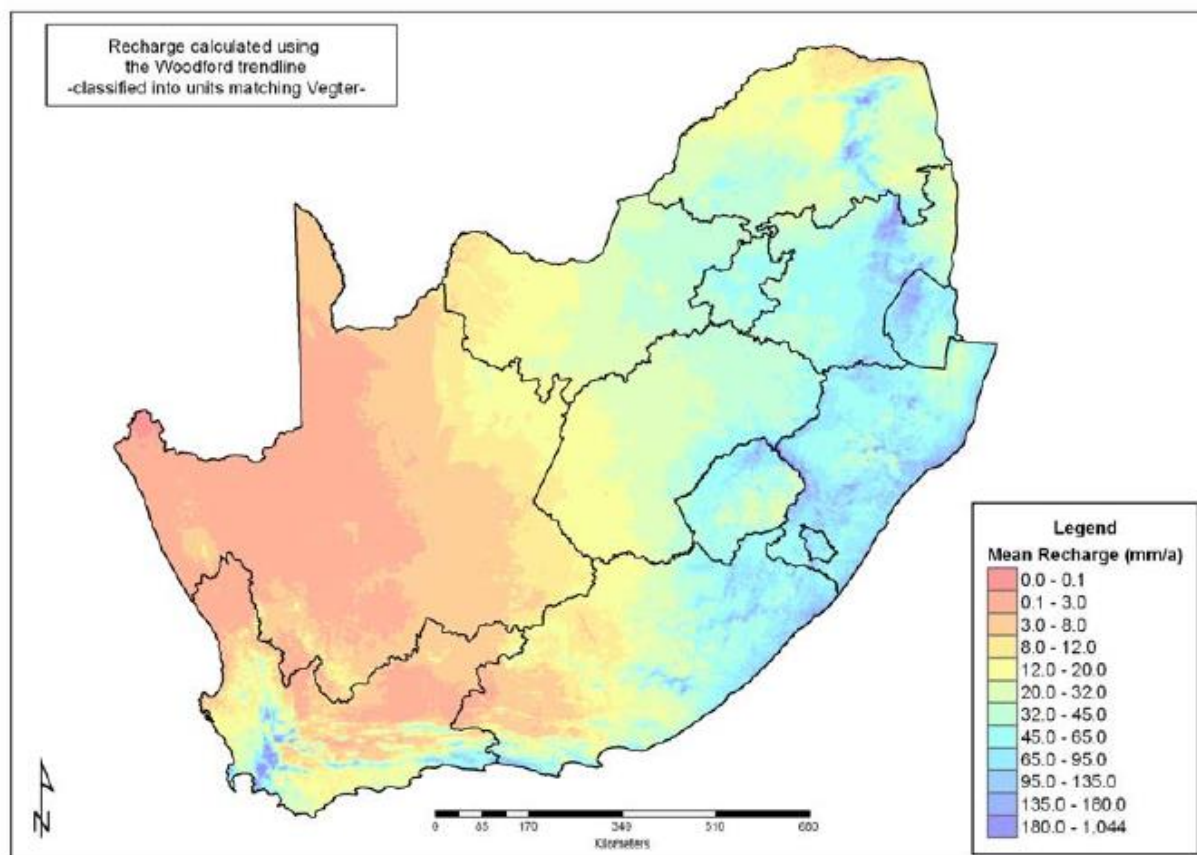 Recharge calculated using
the Woodford trendline
-classified into units matching Vegter-
Legend
Mean Recharge (mm/a)
0.0 - 0.1
0.1 - 3.0
3.0 - 8.0
8.0 - 12.0
12.0 - 20.0
20.0 - 32.0
32.0 - 45.0
45.0 - 65.0
65.0 - 95.0
95.0 - 135.0
135.0 - 180.0
180.0 - 1,044
N
0 85 170 340 510 680
Kilometers